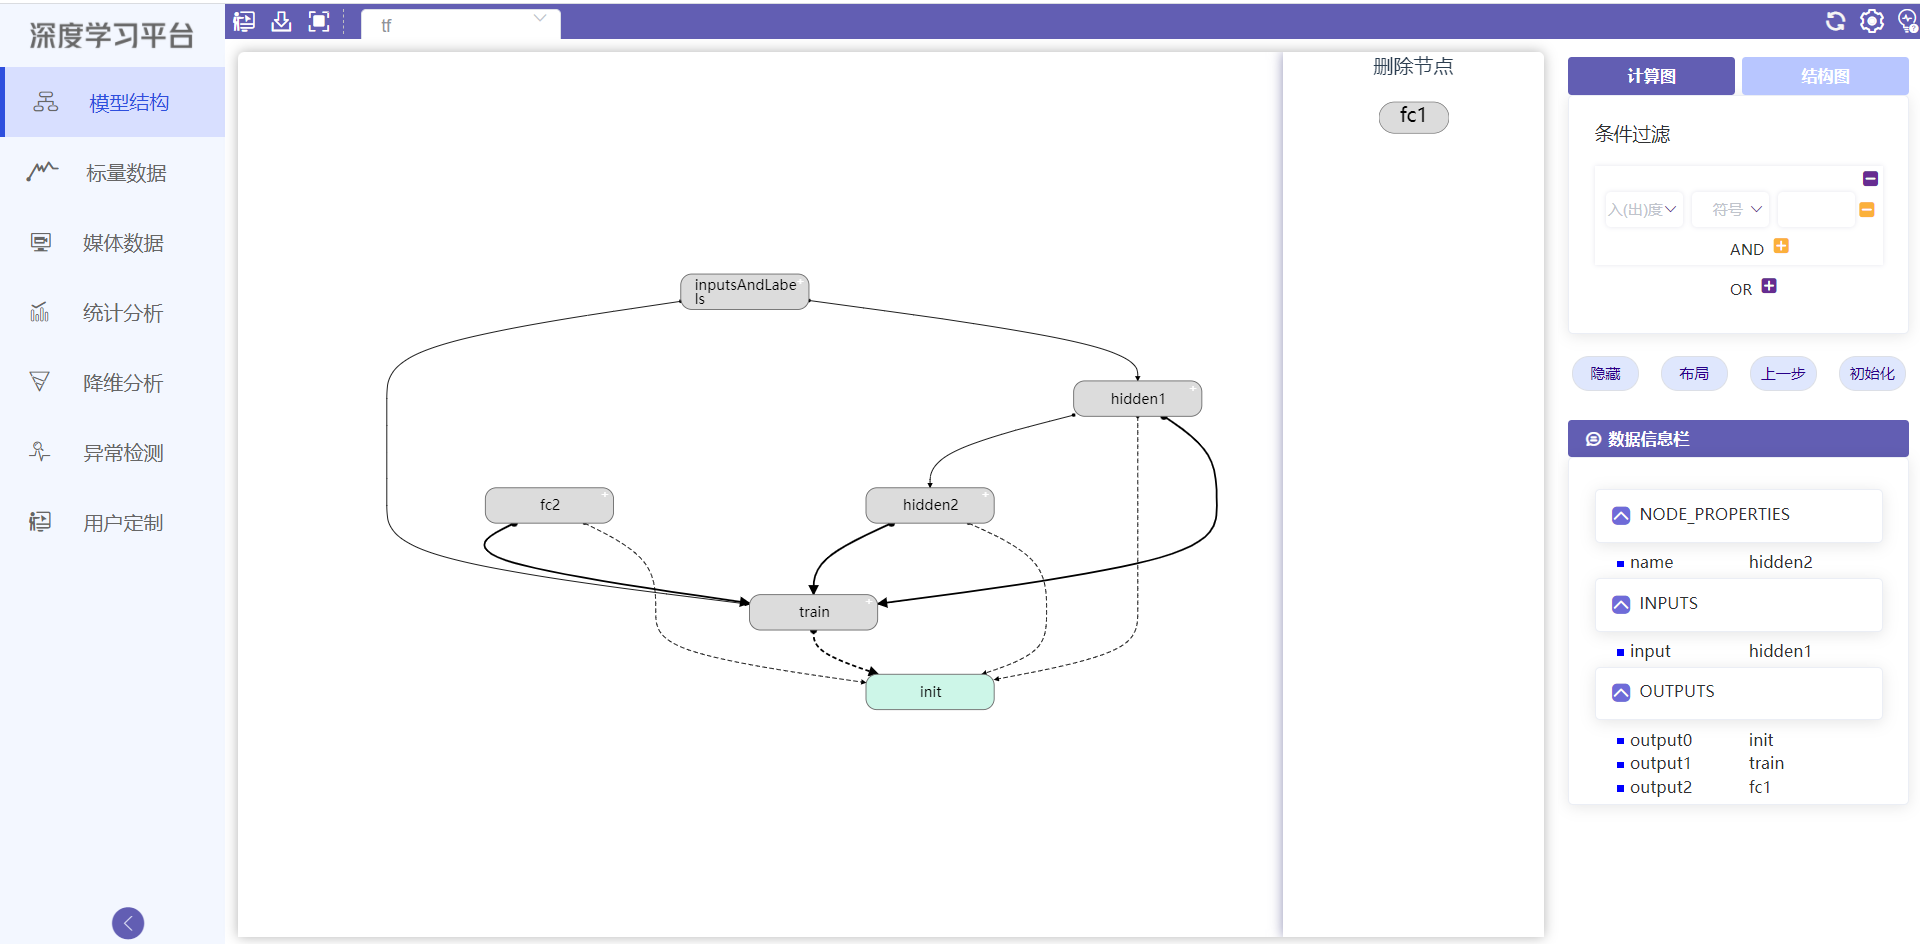 深度学习平台
tf
模型结构
标量数据
媒体数据
统计分析
降维分析
异常检测
用户定制
inputsAndLabe
ls
hidden1
fc2
hidden2
train
init
删除节点
fc1
计算图
结构图
条件过滤
入(出)度
符号
AND
OR
隐藏
布局
上一步
初始化
数据信息栏
NODE_PROPERTIES
name hidden2
INPUTS
input hidden1
OUTPUTS
output0 init
output1 train
output2 fc1